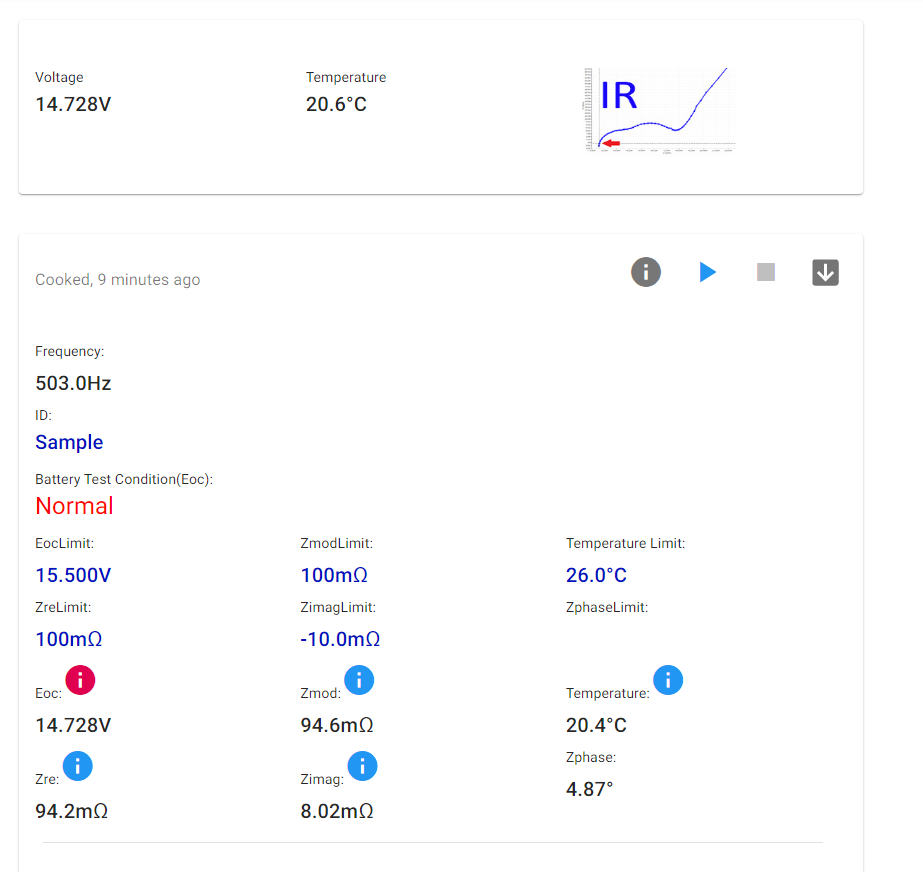 Voltage
Temperature
14.728V
20.6°C
IR
Cooked, 9 minutes ago
Frequency:
503.0Hz
ID:
Sample
Battery Test Condition(Eoc):
Normal
EocLimit:
ZmodLimit:
Temperature Limit:
15.500V
100mΩ
26.0°C
ZreLimit:
ZimagLimit:
ZphaseLimit:
100mΩ
-10.0mΩ
Eoc:
Zmod:
Temperature:
14.728V
94.6mΩ
20.4°C
Zphase:
Zre:
Zimag:
4.87°
94.2mΩ
8.02mΩ